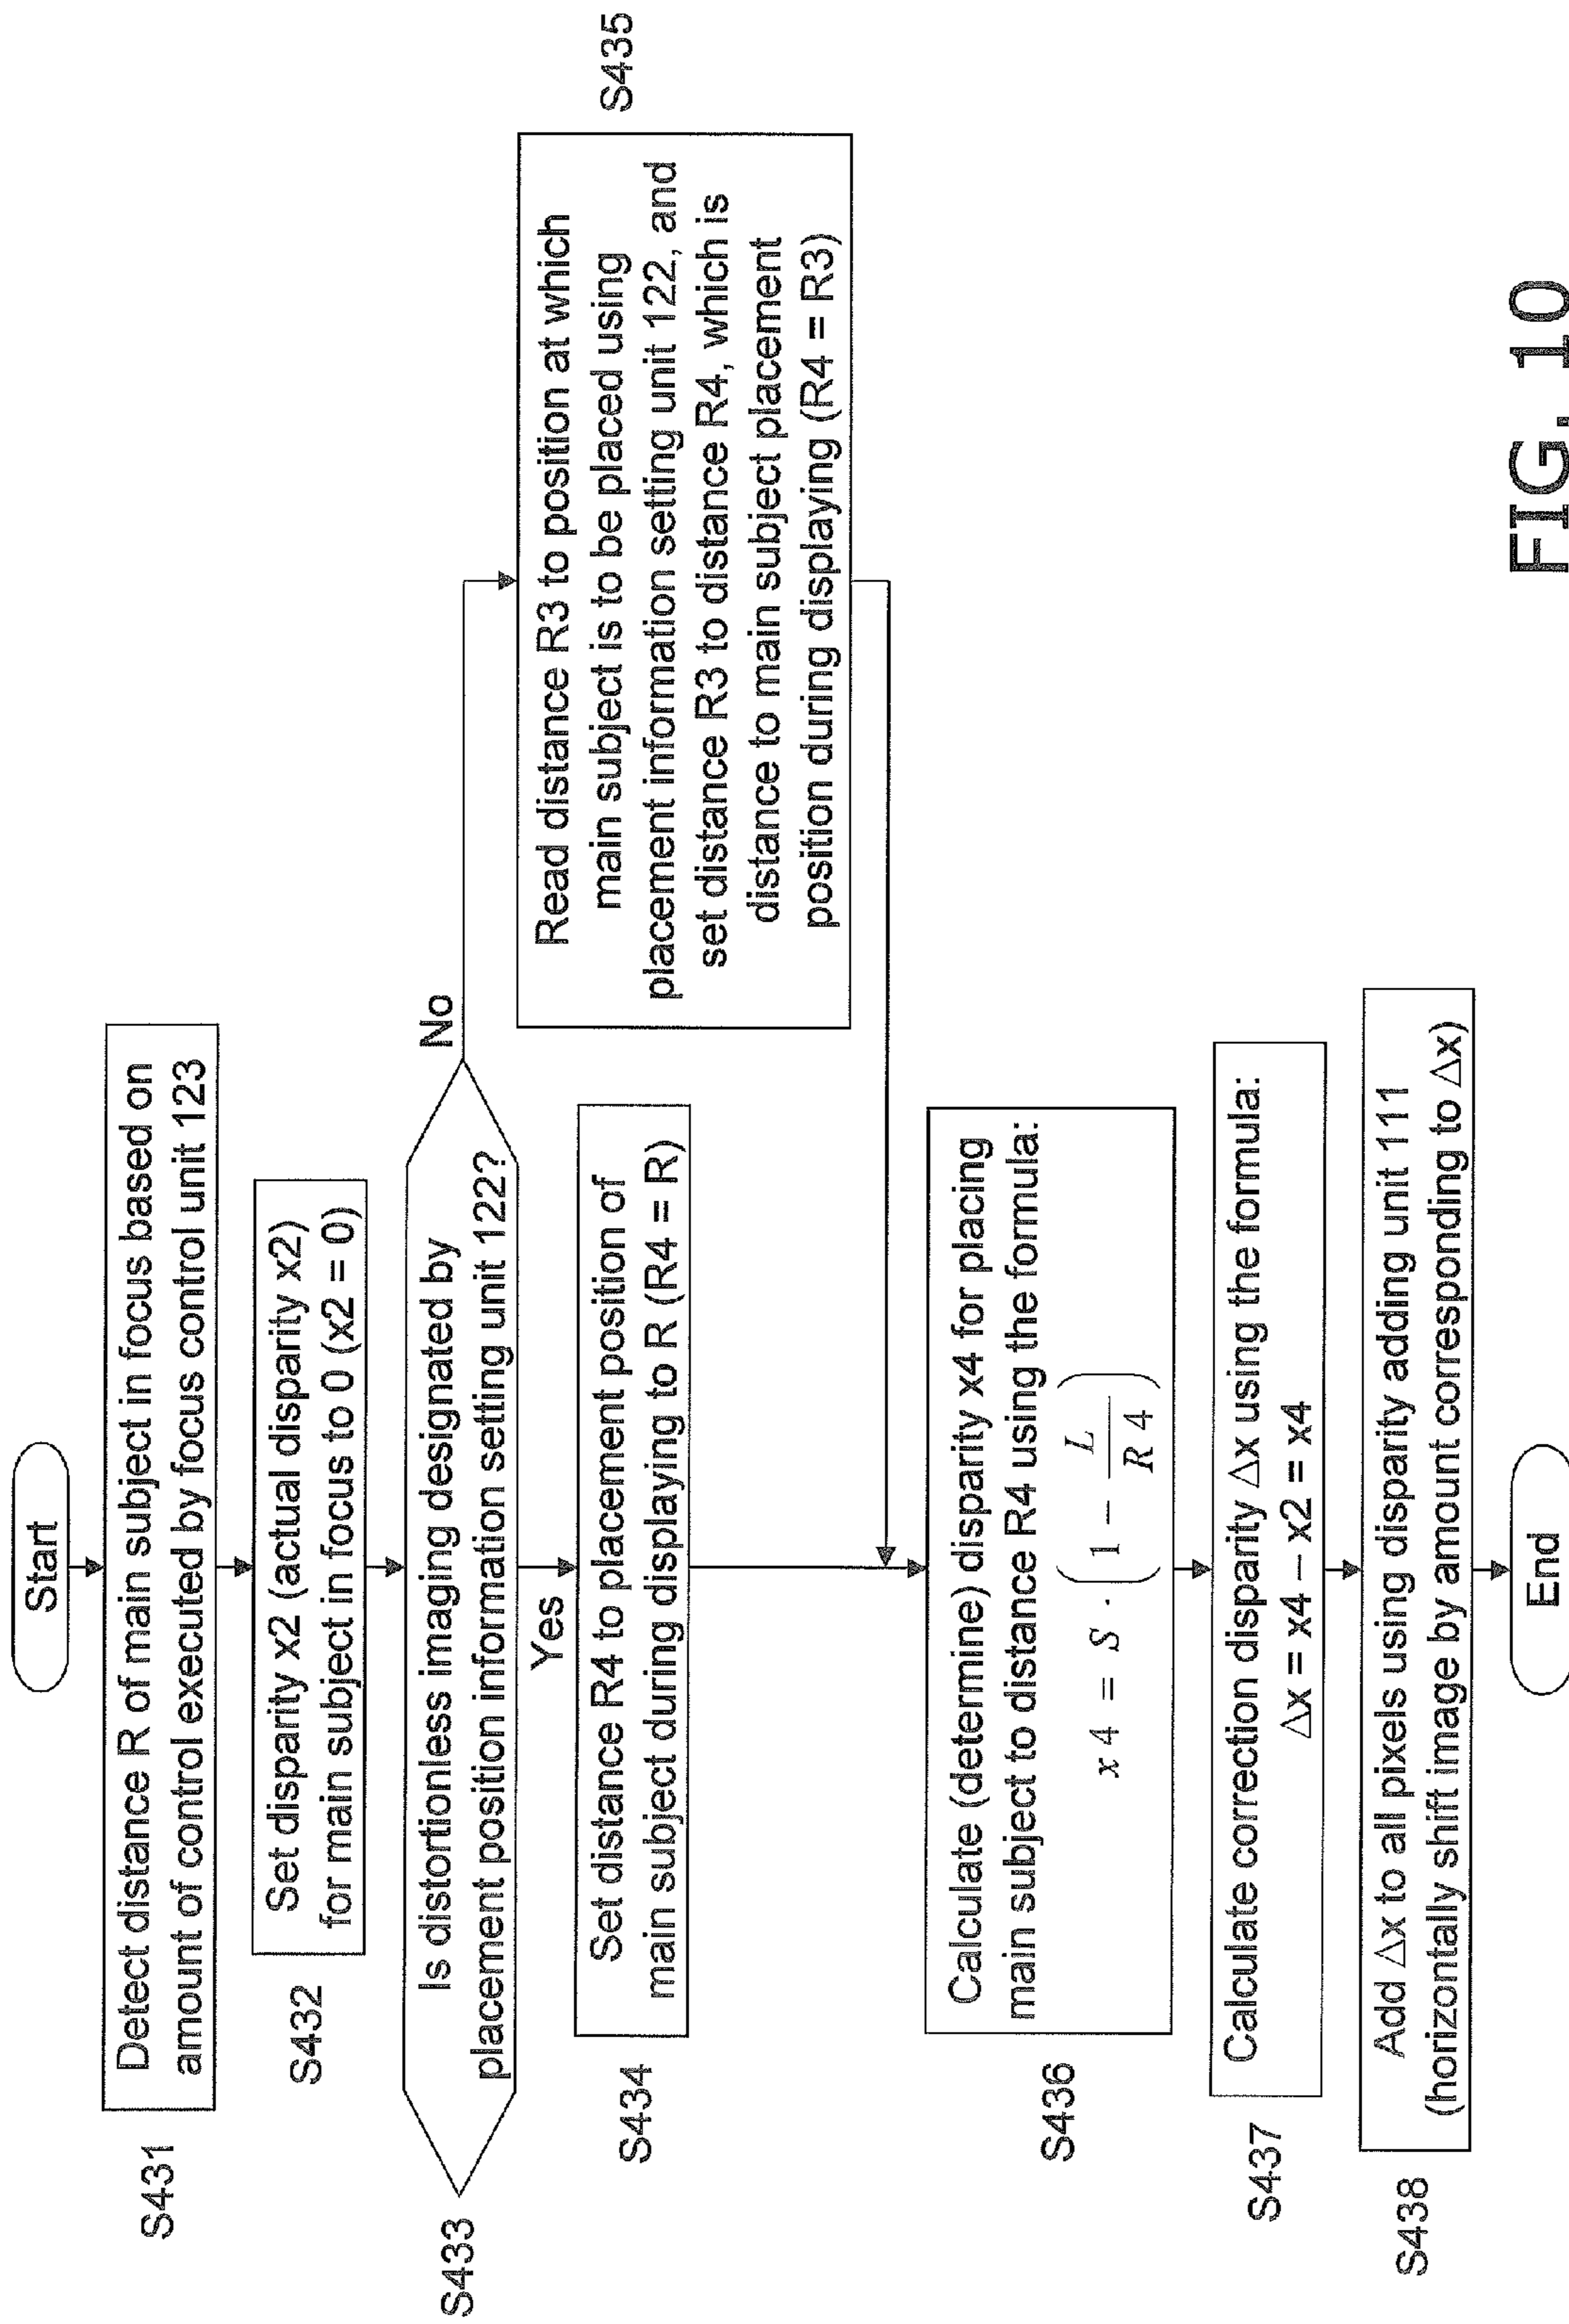 Start
S431
Detect distance R of main subject in focus based on
amount of control executed by focus control unit 123
S432
Set disparity x2 (actual disparity x2)
for main subject in focus to 0 (x2 = 0)
S433
Is distortionless imaging designated by
placement position information setting unit 122?
No
Yes
S434
Set distance R4 to placement position of
main subject during displaying to R (R4 = R)
S435
Read distance R3 to position at which
main subject is to be placed using
placement information setting unit 122, and
set distance R3 to distance R4, which is
distance to main subject placement
position during displaying (R4 = R3)
S436
Calculate (determine) disparity x4 for placing
main subject to distance R4 using the formula:
x 4 = S · ( 1 − L / R 4 )
S437
Calculate correction disparity Δx using the formula:
Δx = x4 – x2 = x4
S438
Add Δx to all pixels using disparity adding unit 111
(horizontally shift image by amount corresponding to Δx)
End
FIG. 10